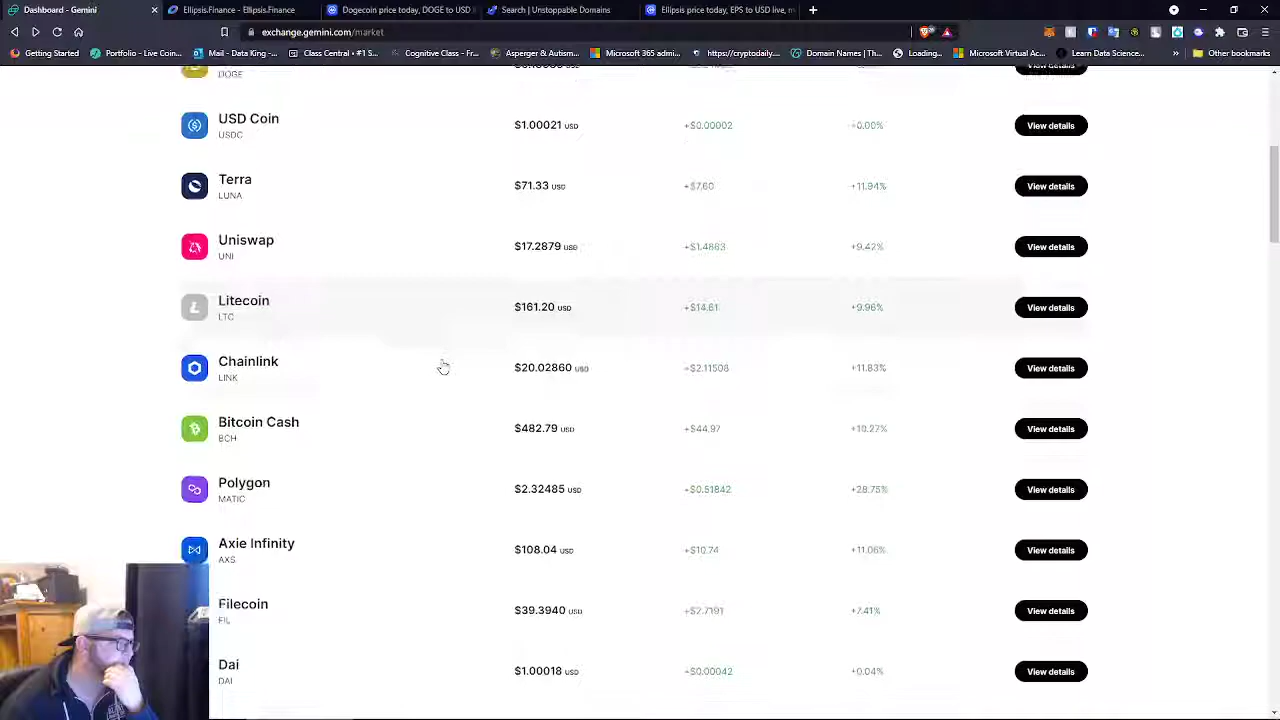 Dashboard - Gemini
Ellipsis.Finance - Ellipsis.Finance
Dogecoin price today, DOGE to USD l
Search | Unstoppable Domains
Ellipsis price today, EPS to USD live, m
exchange.gemini.com/market
Getting Started
Portfolio - Live Coin...
Mail - Data King -...
Class Central • #1 S...
Cognitive Class - Fr...
Asperger & Autism...
Microsoft 365 admi...
https://cryptodaily...
Domain Names | Th...
Loading...
Microsoft Virtual Ac...
Learn Data Science...
Other bookmarks
DOGE
View details
USD Coin
USDC
$1.00021 USD
+$0.00002
+0.00%
View details
Terra
LUNA
$71.33 USD
+$7.60
+11.94%
View details
Uniswap
UNI
$17.2879 USD
+$1.4863
+9.42%
View details
Litecoin
LTC
$161.20 USD
+$14.61
+9.96%
View details
Chainlink
LINK
$20.02860 USD
+$2.11508
+11.83%
View details
Bitcoin Cash
BCH
$482.79 USD
+$44.97
+10.27%
View details
Polygon
MATIC
$2.32485 USD
+$0.51842
+28.75%
View details
Axie Infinity
AXS
$108.04 USD
+$10.74
+11.06%
View details
Filecoin
FIL
$39.3940 USD
+$2.7191
+7.41%
View details
Dai
DAI
$1.00018 USD
+$0.00042
+0.04%
View details